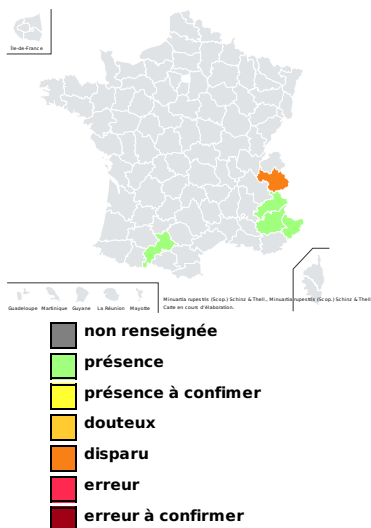 Île-de-France
Guadeloupe Martinique Guyane La Réunion Mayotte
Minuartia rupestris (Scop.) Schinz & Thell., Minuartia rupestris (Scop.) Schinz & Thell
Carte en cours d'élaboration.
non renseignée
présence
présence à confimer
douteux
disparu
erreur
erreur à confirmer